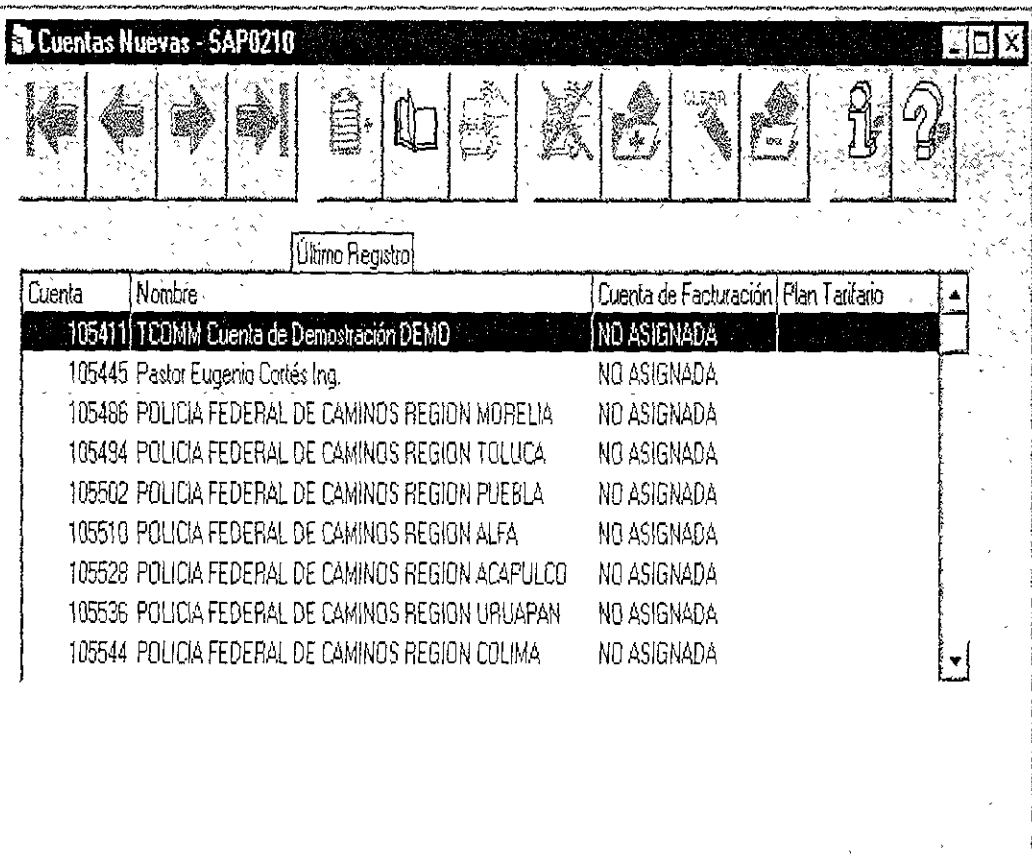 Cuentas Nuevas - SAP0210
CLEAR
Último Registro
Cuenta Nombre Cuenta de Facturación Plan Tarifario
105411 TCOMM Cuenta de Demostración DEMO NO ASIGNADA
105445 Pastor Eugenio Cortés Ing. NO ASIGNADA
105486 POLICIA FEDERAL DE CAMINOS REGION MORELIA NO ASIGNADA
105494 POLICIA FEDERAL DE CAMINOS REGION TOLUCA NO ASIGNADA
105502 POLICIA FEDERAL DE CAMINOS REGION PUEBLA NO ASIGNADA
105510 POLICIA FEDERAL DE CAMINOS REGION ALFA NO ASIGNADA
105528 POLICIA FEDERAL DE CAMINOS REGION ACAPULCO NO ASIGNADA
105536 POLICIA FEDERAL DE CAMINOS REGION URUAPAN NO ASIGNADA
105544 POLICIA FEDERAL DE CAMINOS REGION COLIMA NO ASIGNADA